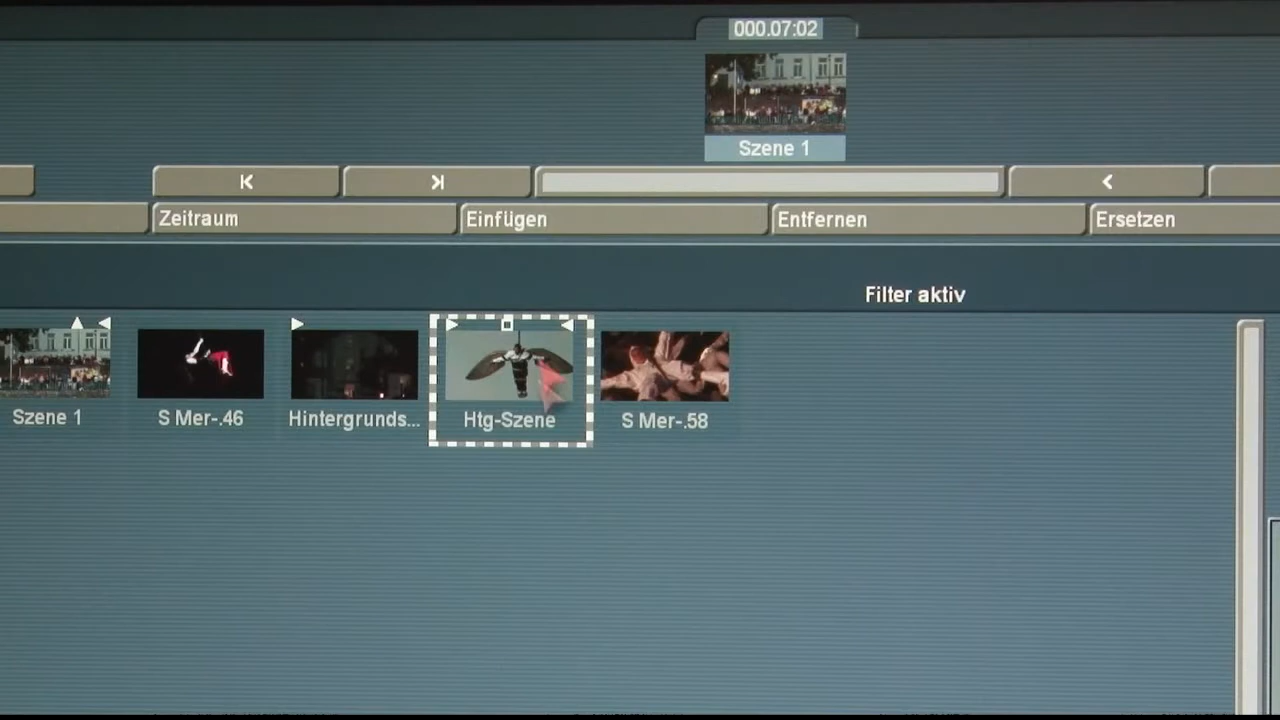 000.07:02
Szene 1
Zeitraum
Einfügen
Entfernen
Ersetzen
Filter aktiv
Szene 1
S Mer-.46
Hintergrunds...
Htg-Szene
S Mer-.58